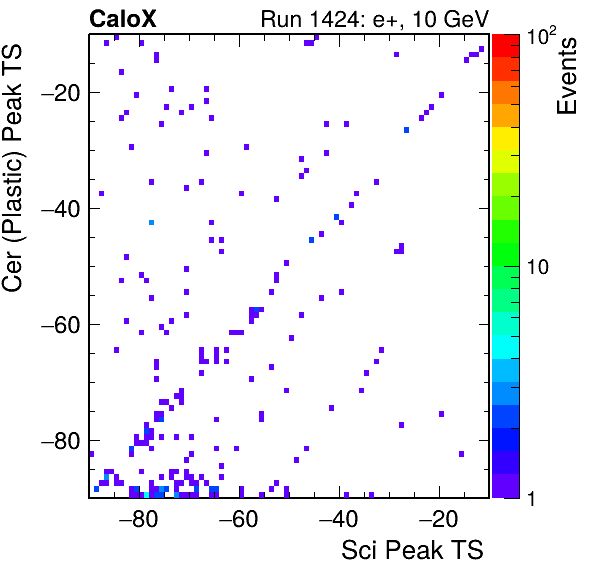 CaloX Run 1424: e+, 10 GeV
Cer (Plastic) Peak TS
−20
−40
−60
−80
−80 −60 −40 −20
Sci Peak TS
10²
10
1
Events